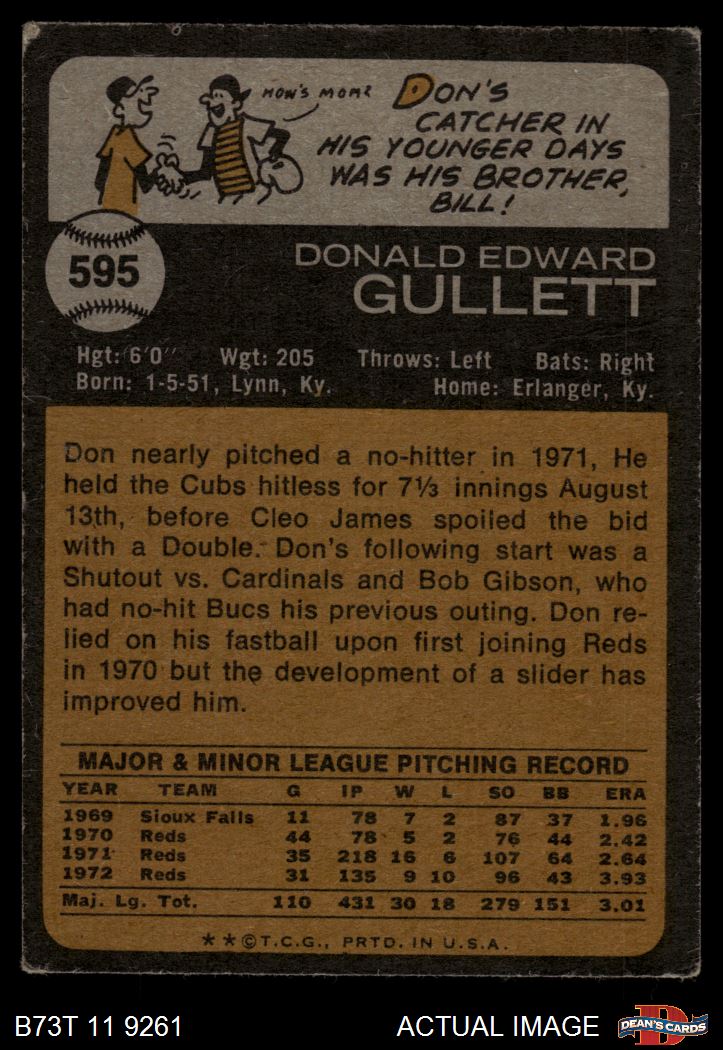 HOW'S MOM?
DON'S
CATCHER IN
HIS YOUNGER DAYS
WAS HIS BROTHER,
BILL!
595
DONALD EDWARD
GULLETT
Hgt: 6'0" Wgt: 205 Throws: Left Bats: Right
Born: 1-5-51, Lynn, Ky. Home: Erlanger, Ky.
Don nearly pitched a no-hitter in 1971, He
held the Cubs hitless for 7⅓ innings August
13th, before Cleo James spoiled the bid
with a Double. Don's following start was a
Shutout vs. Cardinals and Bob Gibson, who
had no-hit Bucs his previous outing. Don re-
lied on his fastball upon first joining Reds
in 1970 but the development of a slider has
improved him.
MAJOR & MINOR LEAGUE PITCHING RECORD
YEAR TEAM G IP W L SO BB ERA
1969 Sioux Falls 11 78 7 2 87 37 1.96
1970 Reds 44 78 5 2 76 44 2.42
1971 Reds 35 218 16 6 107 64 2.64
1972 Reds 31 135 9 10 96 43 3.93
Maj. Lg. Tot. 110 431 30 18 279 151 3.01
**©T.C.G., PRTD. IN U.S.A.
B73T 11 9261 ACTUAL IMAGE DEAN'S CARDS